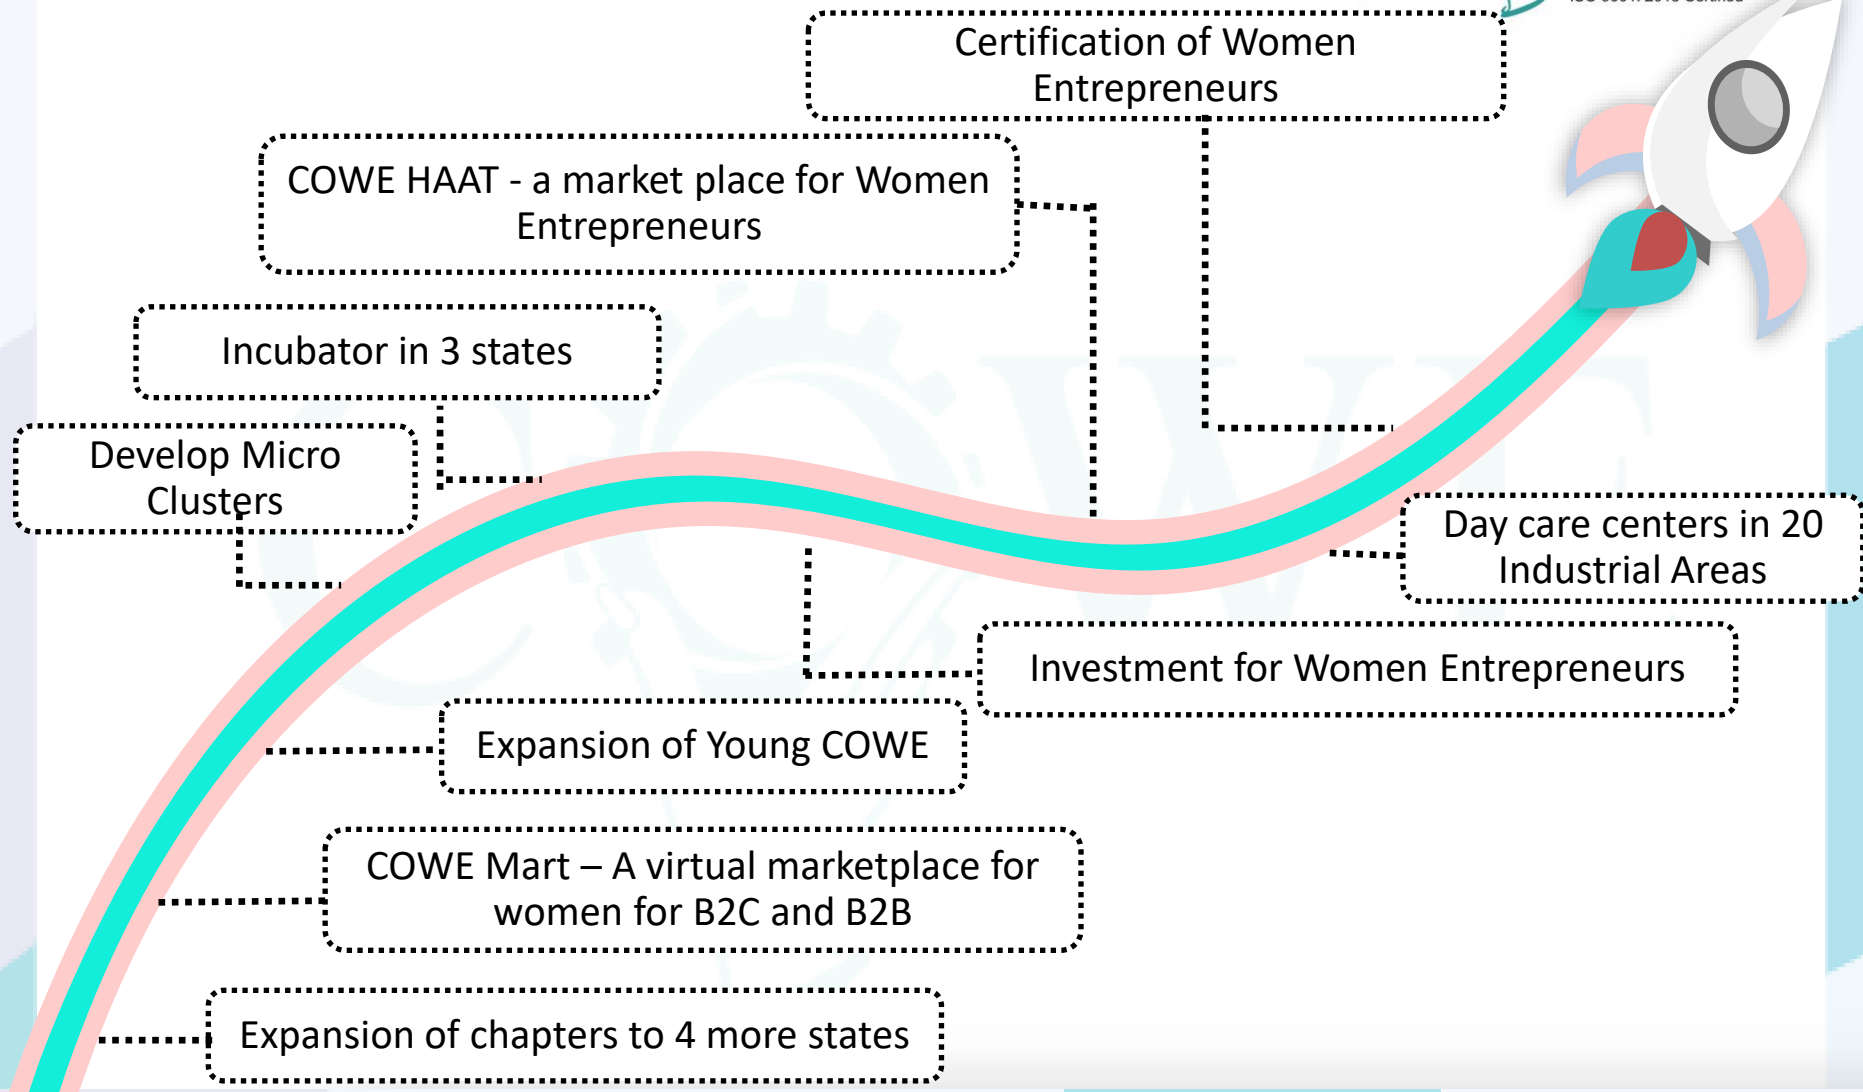 Certification of Women
Entrepreneurs
COWE HAAT - a market place for Women
Entrepreneurs
Incubator in 3 states
Develop Micro
Clusters
Day care centers in 20
Industrial Areas
Investment for Women Entrepreneurs
Expansion of Young COWE
COWE Mart – A virtual marketplace for
women for B2C and B2B
Expansion of chapters to 4 more states
COWE